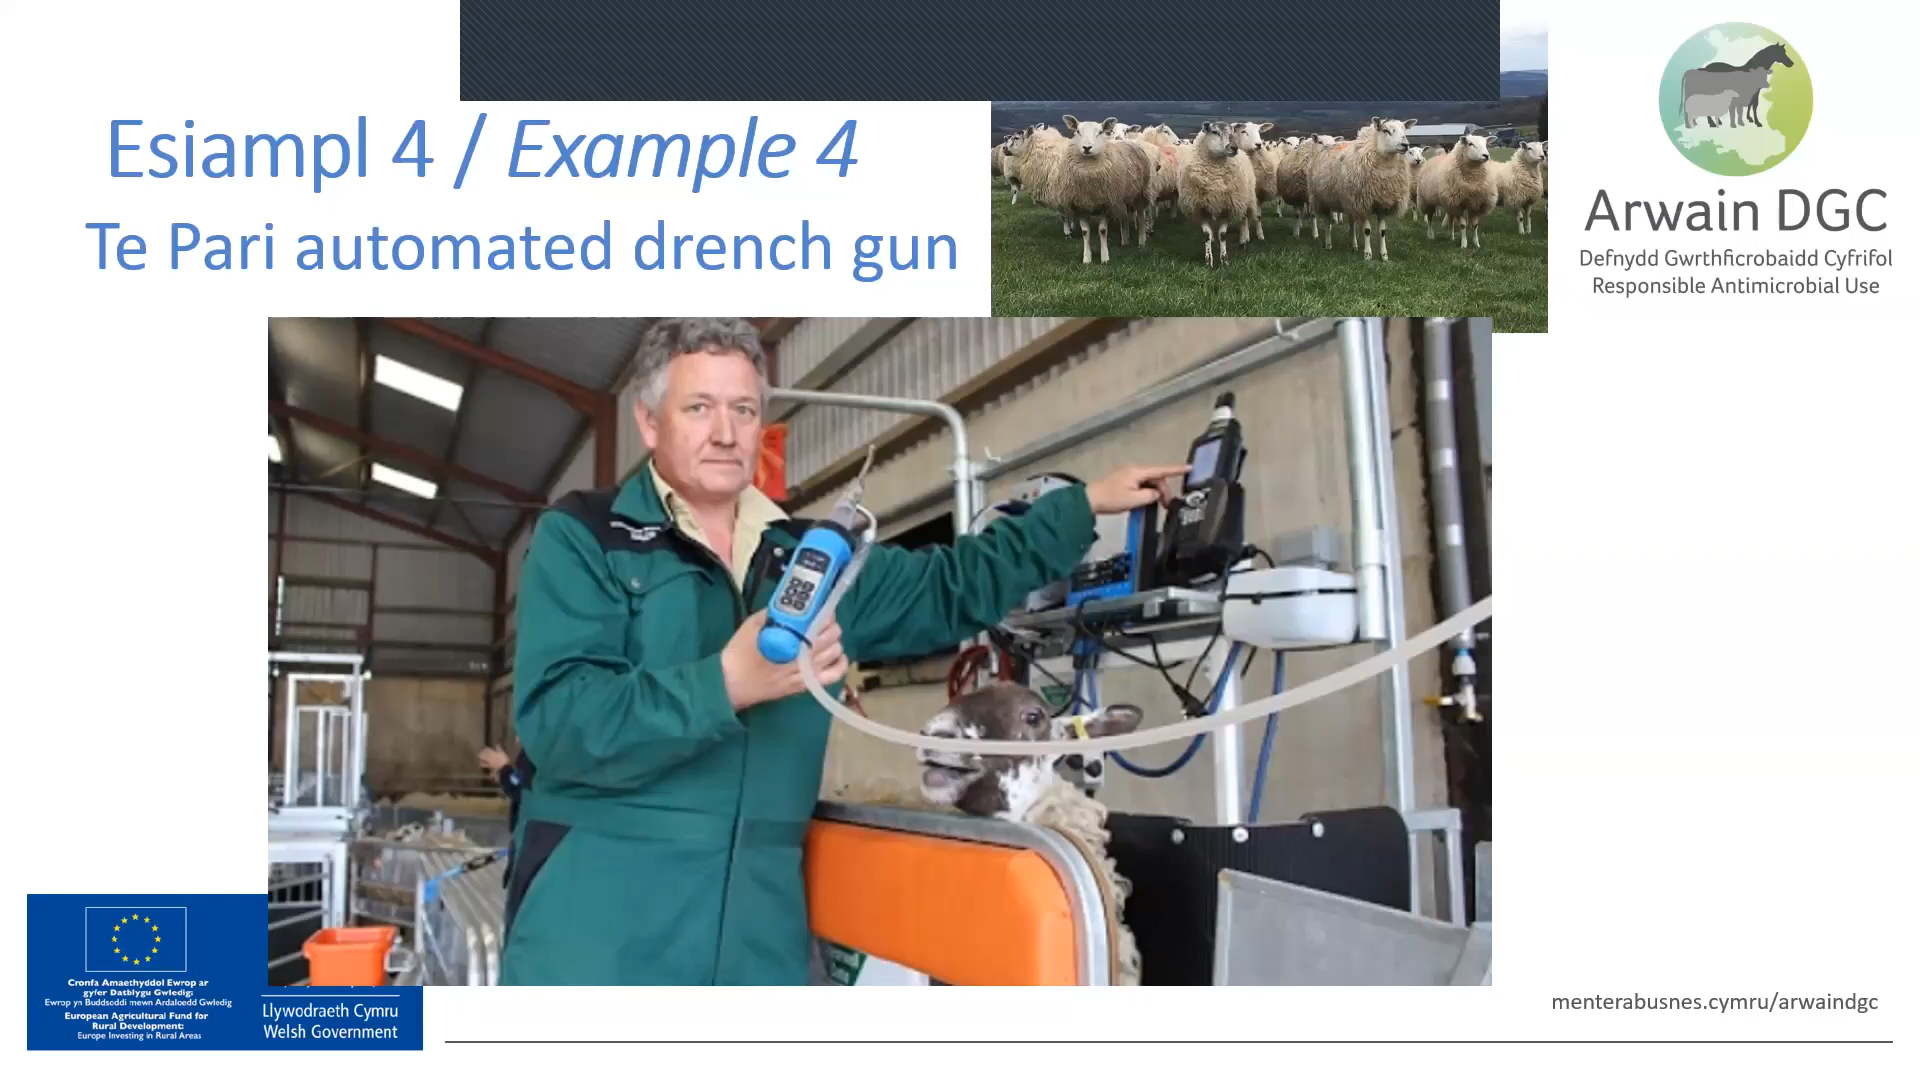 Esiampl 4 / Example 4
Te Pari automated drench gun
Arwain DGC
Defnydd Gwrthficrobaidd Cyfrifol
Responsible Antimicrobial Use
Cronfa Amaethyddol Ewrop ar
gyfer Datblygu Gwledig:
Ewrop yn Buddsoddi mewn Ardaloedd Gwledig
European Agricultural Fund for
Rural Development:
Europe Investing in Rural Areas
Llywodraeth Cymru
Welsh Government
menterabusnes.cymru/arwaindgc